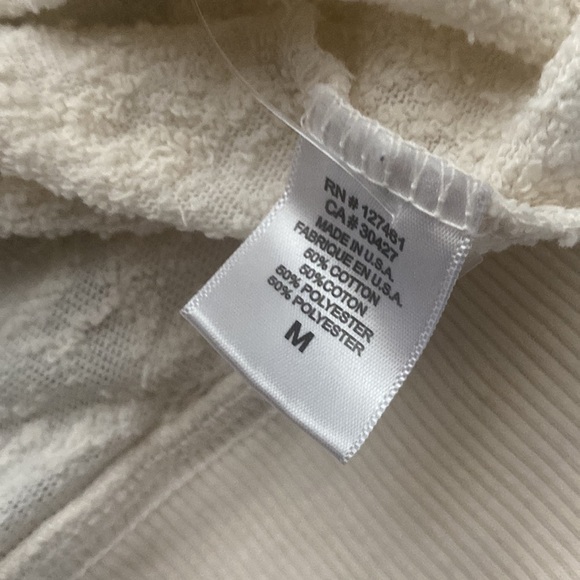 RN # 127481
CA # 30427
MADE IN U.S.A.
FABRIQUE EN U.S.A.
50% COTTON
50%COTON
50% POLYESTER
50% POLYESTER
M